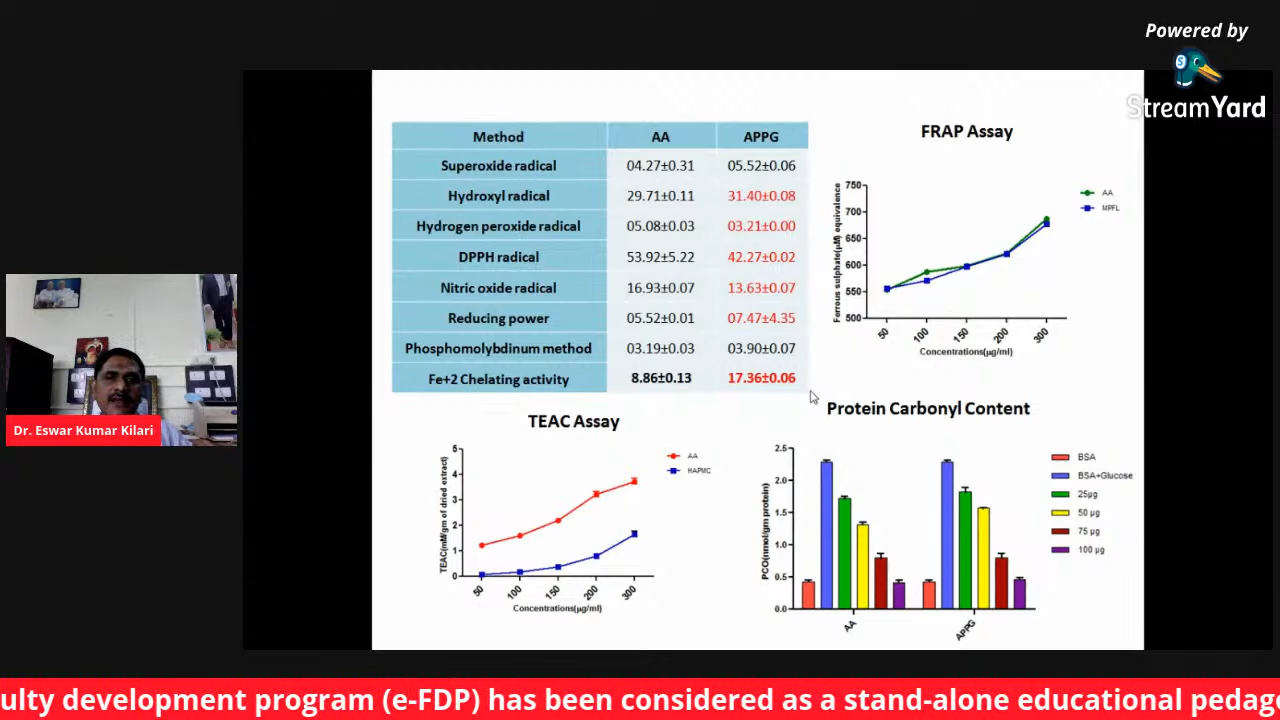 Powered by
StreamYard
Method AA APPG
Superoxide radical 04.27±0.31 05.52±0.06
Hydroxyl radical 29.71±0.11 31.40±0.08
Hydrogen peroxide radical 05.08±0.03 03.21±0.00
DPPH radical 53.92±5.22 42.27±0.02
Nitric oxide radical 16.93±0.07 13.63±0.07
Reducing power 05.52±0.01 07.47±4.35
Phosphomolybdinum method 03.19±0.03 03.90±0.07
Fe+2 Chelating activity 8.86±0.13 17.36±0.06
FRAP Assay
Ferrous sulphate(µM) equivalence
750
700
650
600
550
500
50 100 150 200 300
Concentrations(µg/ml)
AA
MPFL
TEAC Assay
TEAC(mM/gm of dried extract)
5
4
3
2
1
0
50 100 150 200 300
Concentrations(µg/ml)
AA
HAPMC
Protein Carbonyl Content
PCO(nmol/gm protein)
2.5
2.0
1.5
1.0
0.5
0.0
AA APPG
BSA
BSA+Glucose
25µg
50 µg
75 µg
100 µg
Dr. Eswar Kumar Kilari
ulty development program (e-FDP) has been considered as a stand-alone educational pedag